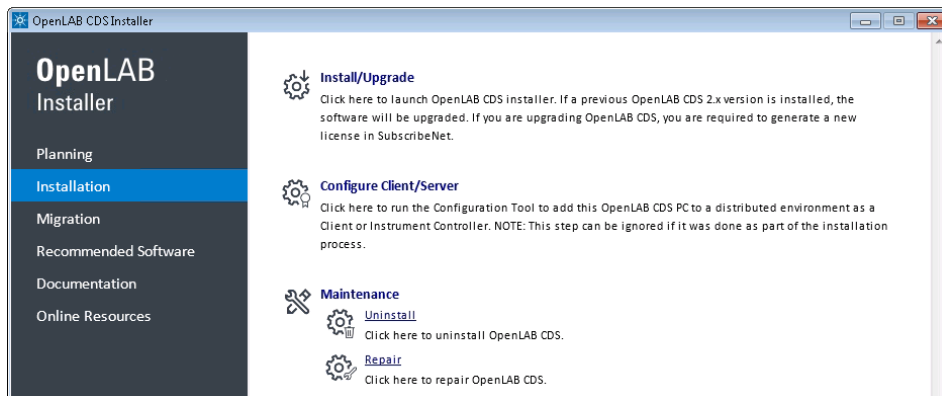 OpenLAB CDS Installer
OpenLAB
Installer
Planning
Installation
Migration
Recommended Software
Documentation
Online Resources
Install/Upgrade
Click here to launch OpenLAB CDS installer. If a previous OpenLAB CDS 2.x version is installed, the
software will be upgraded. If you are upgrading OpenLAB CDS, you are required to generate a new
license in SubscribeNet.
Configure Client/Server
Click here to run the Configuration Tool to add this OpenLAB CDS PC to a distributed environment as a
Client or Instrument Controller. NOTE: This step can be ignored if it was done as part of the installation
process.
Maintenance
Uninstall
Click here to uninstall OpenLAB CDS.
Repair
Click here to repair OpenLAB CDS.